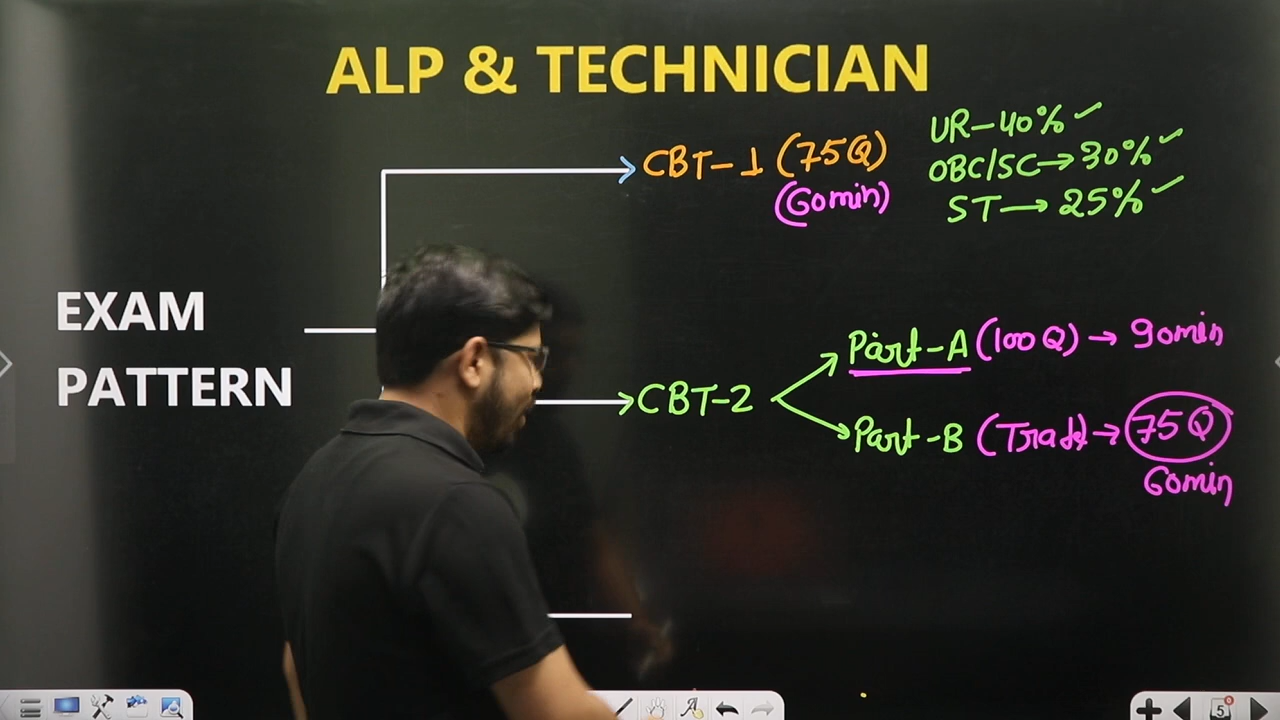 ALP & TECHNICIAN
CBT-1 (75Q)
(60min)
UR-40% ✓
OBC/SC→30% ✓
ST→25% ✓
EXAM
PATTERN
CBT-2
Part-A (100Q) → 90min
Part-B (Trade) → 75Q
60min
5